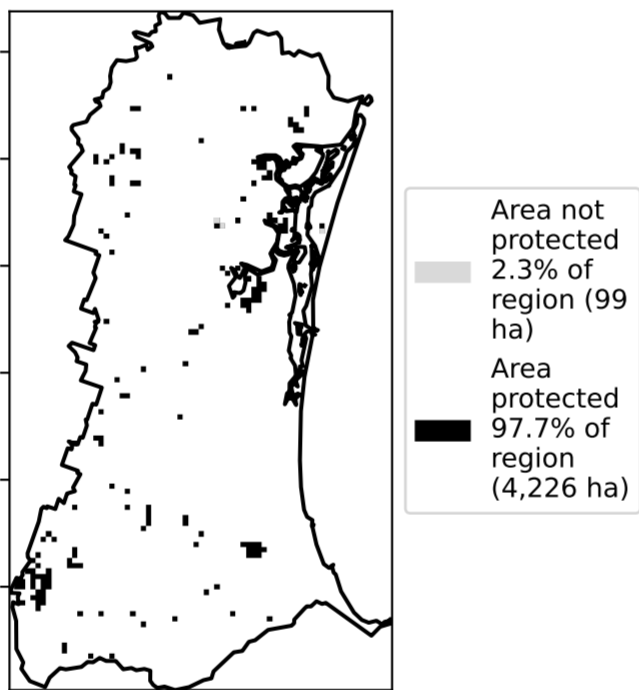 Area not
protected
2.3% of
region (99
ha)
Area
protected
97.7% of
region
(4,226 ha)